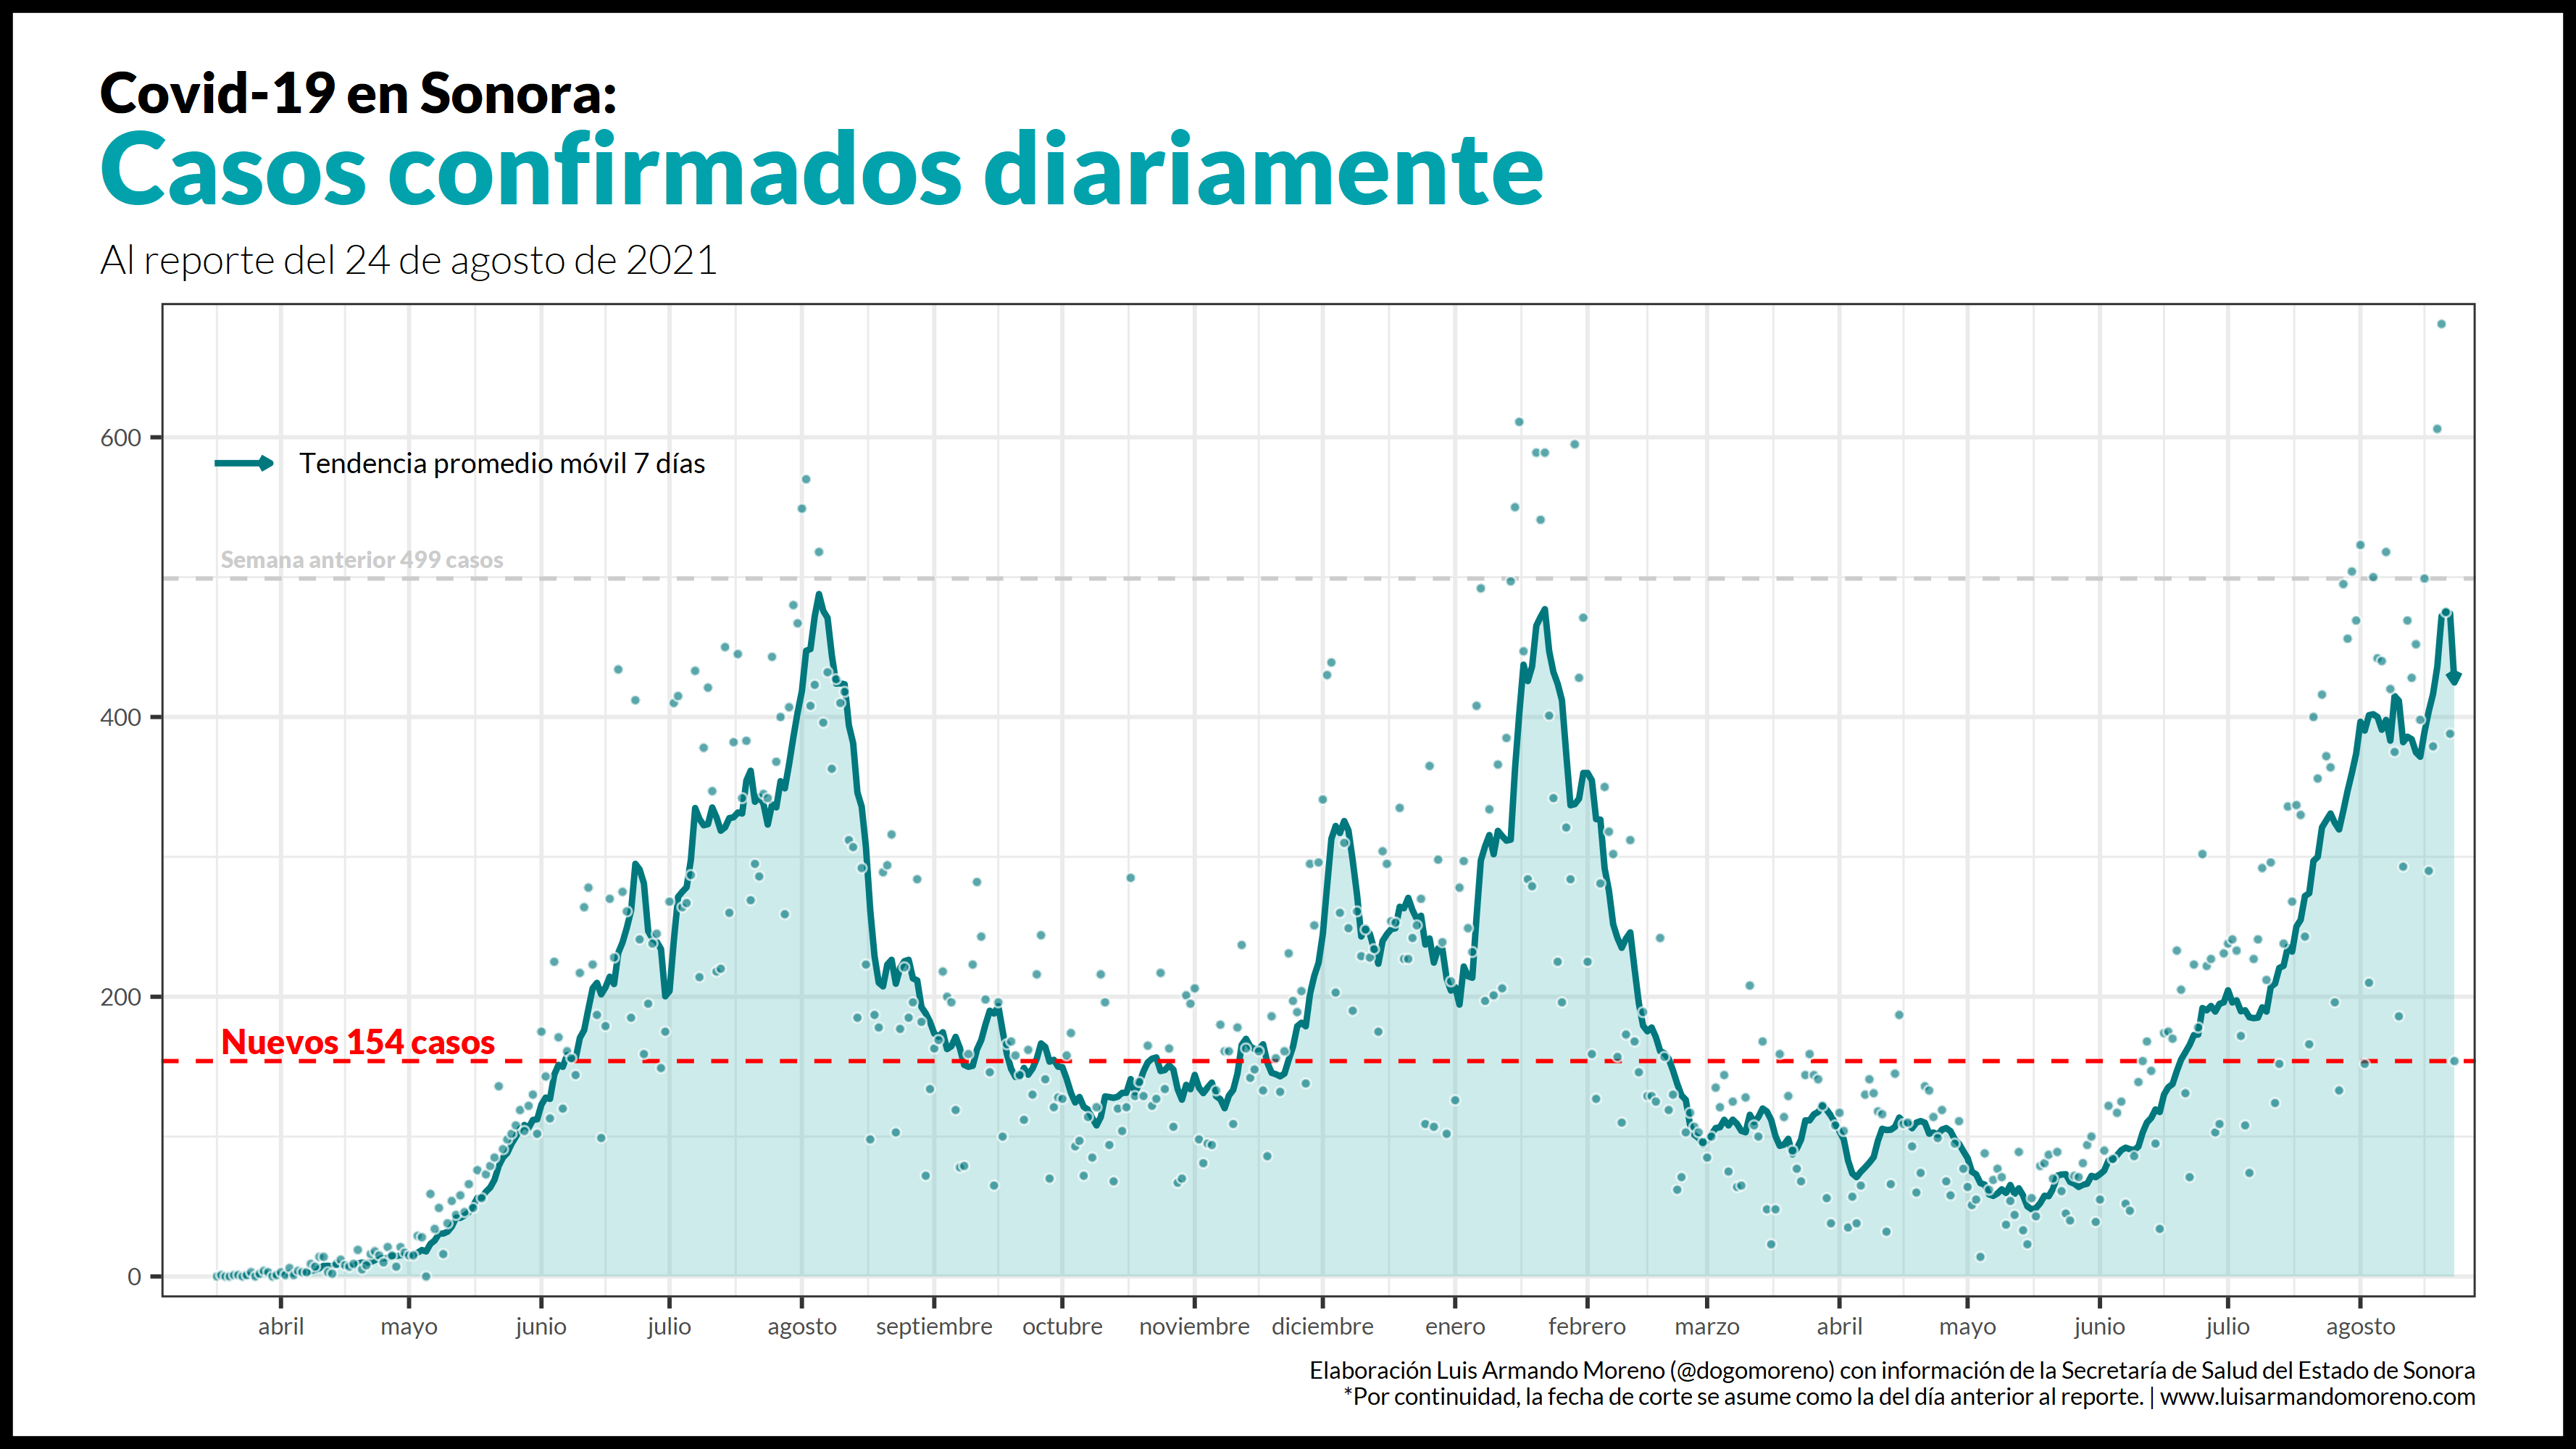 Covid-19 en Sonora:
Casos confirmados diariamente
Al reporte del 24 de agosto de 2021
600
Tendencia promedio móvil 7 días
Semana anterior 499 casos
400
200
Nuevos 154 casos
0
abril mayo junio julio agosto septiembre octubre noviembre diciembre enero febrero marzo abril mayo junio julio agosto
Elaboración Luis Armando Moreno (@dogomoreno) con información de la Secretaría de Salud del Estado de Sonora
*Por continuidad, la fecha de corte se asume como la del día anterior al reporte. | www.luisarmandomoreno.com